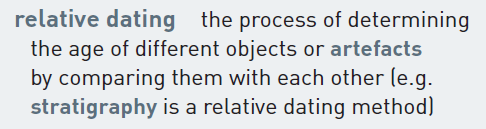 relative dating the process of determining
the age of different objects or artefacts
by comparing them with each other (e.g.
stratigraphy is a relative dating method)